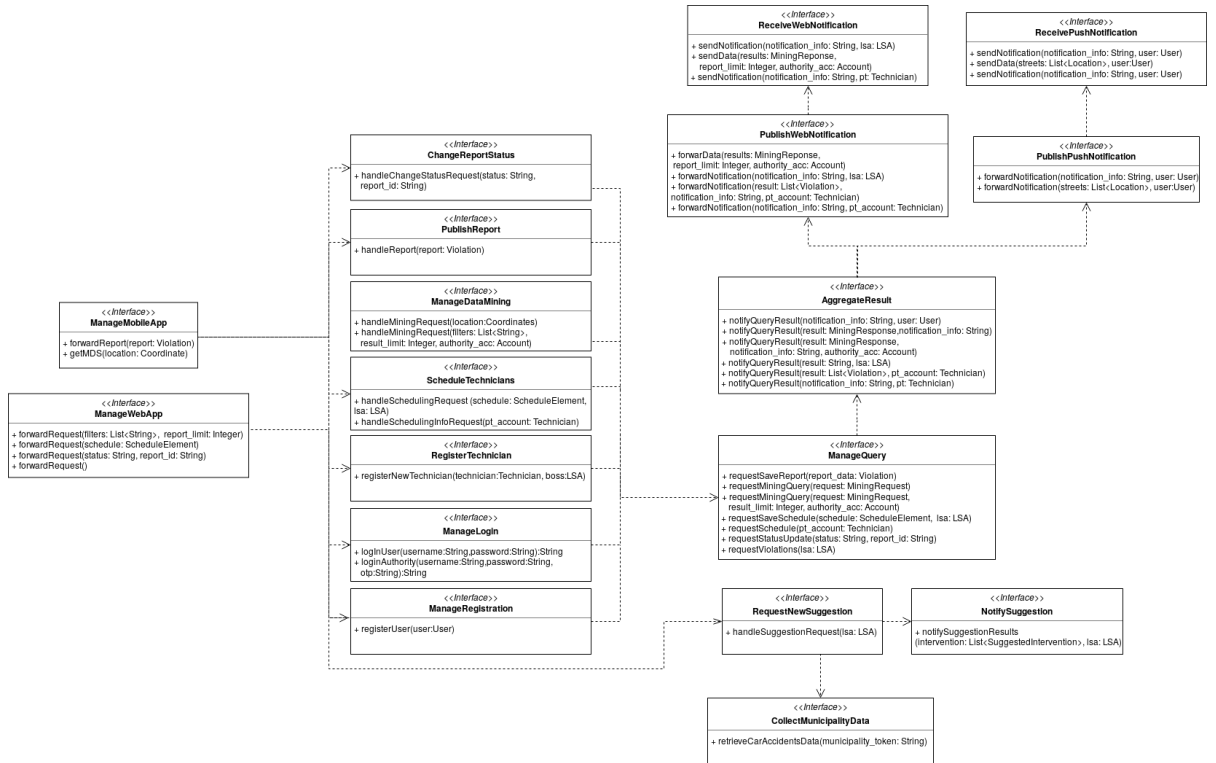 <<Interface>>
ReceiveWebNotification
+ sendNotification(notification_info: String, lsa: LSA)
+ sendData(results: MiningReponse,
report_limit: Integer, authority_acc: Account)
+ sendNotification(notification_info: String, pt: Technician)
<<Interface>>
ReceivePushNotification
+ sendNotification(notification_info: String, user: User)
+ sendData(streets: List<Location>, user:User)
+ sendNotification(notification_info: String, user: User)
<<Interface>>
PublishWebNotification
+ forwarData(results: MiningReponse,
report_limit: Integer, authority_acc: Account)
+ forwardNotification(notification_info: String, lsa: LSA)
+ forwardNotification(result: List<Violation>,
notification_info: String, pt_account: Technician)
+ forwardNotification(notification_info: String, pt_account: Technician)
<<Interface>>
PublishPushNotification
+ forwardNotification(notification_info: String, user: User)
+ forwardNotification(streets: List<Location>, user:User)
<<Interface>>
ChangeReportStatus
+ handleChangeStatusRequest(status: String,
report_id: String)
<<Interface>>
PublishReport
+ handleReport(report: Violation)
<<Interface>>
ManageDataMining
+ handleMiningRequest(location:Coordinates)
+ handleMiningRequest(filters: List<String>,
result_limit: Integer, authority_acc: Account)
<<Interface>>
AggregateResult
+ notifyQueryResult(notification_info: String, user: User)
+ notifyQueryResult(result: MiningResponse,notification_info: String)
+ notifyQueryResult(result: MiningResponse,
notification_info: String, authority_acc: Account)
+ notifyQueryResult(result: String, lsa: LSA)
+ notifyQueryResult(result: List<Violation>, pt_account: Technician)
+ notifyQueryResult(notification_info: String, pt: Technician)
<<Interface>>
ManageMobileApp
+ forwardReport(report: Violation)
+ getMDS(location: Coordinate)
<<Interface>>
ScheduleTechnicians
+ handleSchedulingRequest (schedule: ScheduleElement,
lsa: LSA)
+ handleSchedulingInfoRequest(pt_account: Technician)
<<Interface>>
ManageWebApp
+ forwardRequest(filters: List<String>, report_limit: Integer)
+ forwardRequest(schedule: ScheduleElement)
+ forwardRequest(status: String, report_id: String)
+ forwardRequest()
<<Interface>>
RegisterTechnician
+ registerNewTechnician(technician:Technician, boss:LSA)
<<Interface>>
ManageQuery
+ requestSaveReport(report_data: Violation)
+ requestMiningQuery(request: MiningRequest)
+ requestMiningQuery(request: MiningRequest,
result_limit: Integer, authority_acc: Account)
+ requestSaveSchedule(schedule: ScheduleElement, lsa: LSA)
+ requestSchedule(pt_account: Technician)
+ requestStatusUpdate(status: String, report_id: String)
+ requestViolations(lsa: LSA)
<<Interface>>
ManageLogin
+ logInUser(username:String,password:String):String
+ loginAuthority(username:String,password:String,
otp:String):String
<<Interface>>
ManageRegistration
+ registerUser(user:User)
<<Interface>>
RequestNewSuggestion
+ handleSuggestionRequest(lsa: LSA)
<<Interface>>
NotifySuggestion
+ notifySuggestionResults
(intervention: List<SuggestedIntervention>, lsa: LSA)
<<Interface>>
CollectMunicipalityData
+ retrieveCarAccidentsData(municipality_token: String)